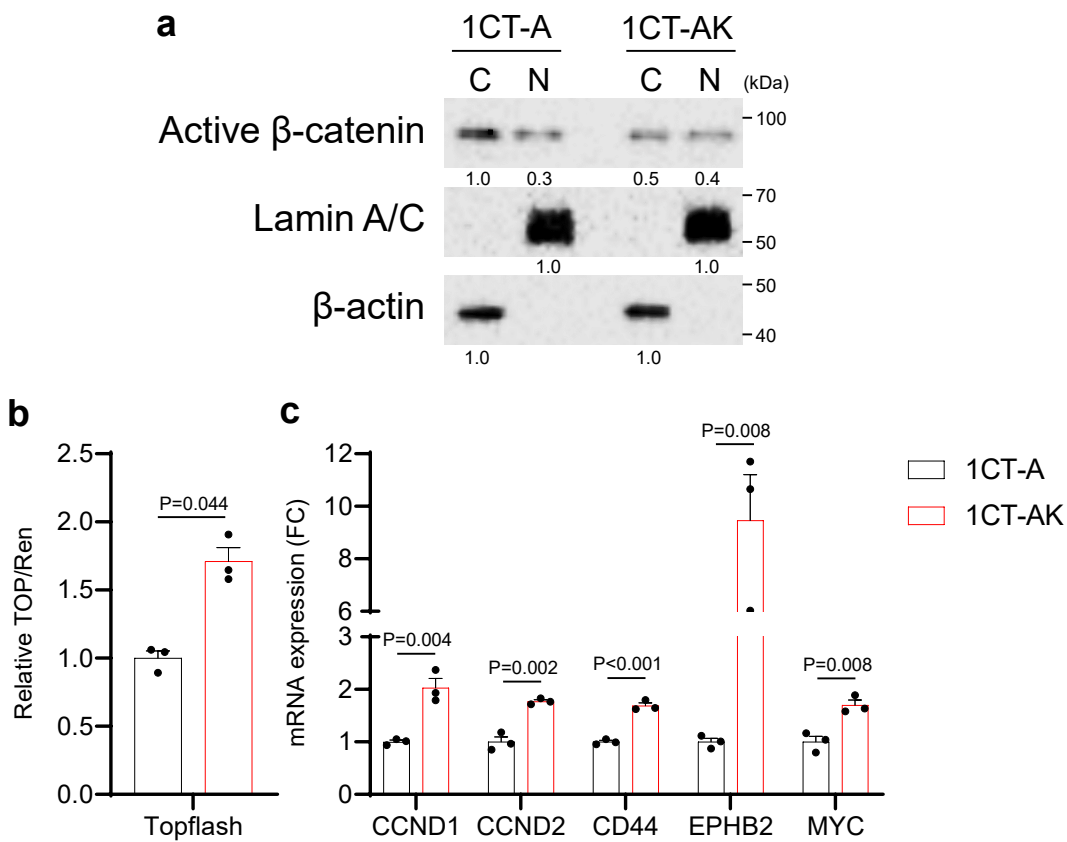 a
1CT-A 1CT-AK
C N C N (kDa)
Active β-catenin
100
1.0 0.3 0.5 0.4
Lamin A/C
70
50
1.0 1.0
β-actin
50
40
1.0 1.0
b
Relative TOP/Ren
2.5
2.0
1.5
1.0
0.5
0.0
P=0.044
Topflash
c
mRNA expression (FC)
12
10
8
6
3
2
1
0
P=0.004
P=0.002
P<0.001
P=0.008
P=0.008
CCND1 CCND2 CD44 EPHB2 MYC
1CT-A
1CT-AK